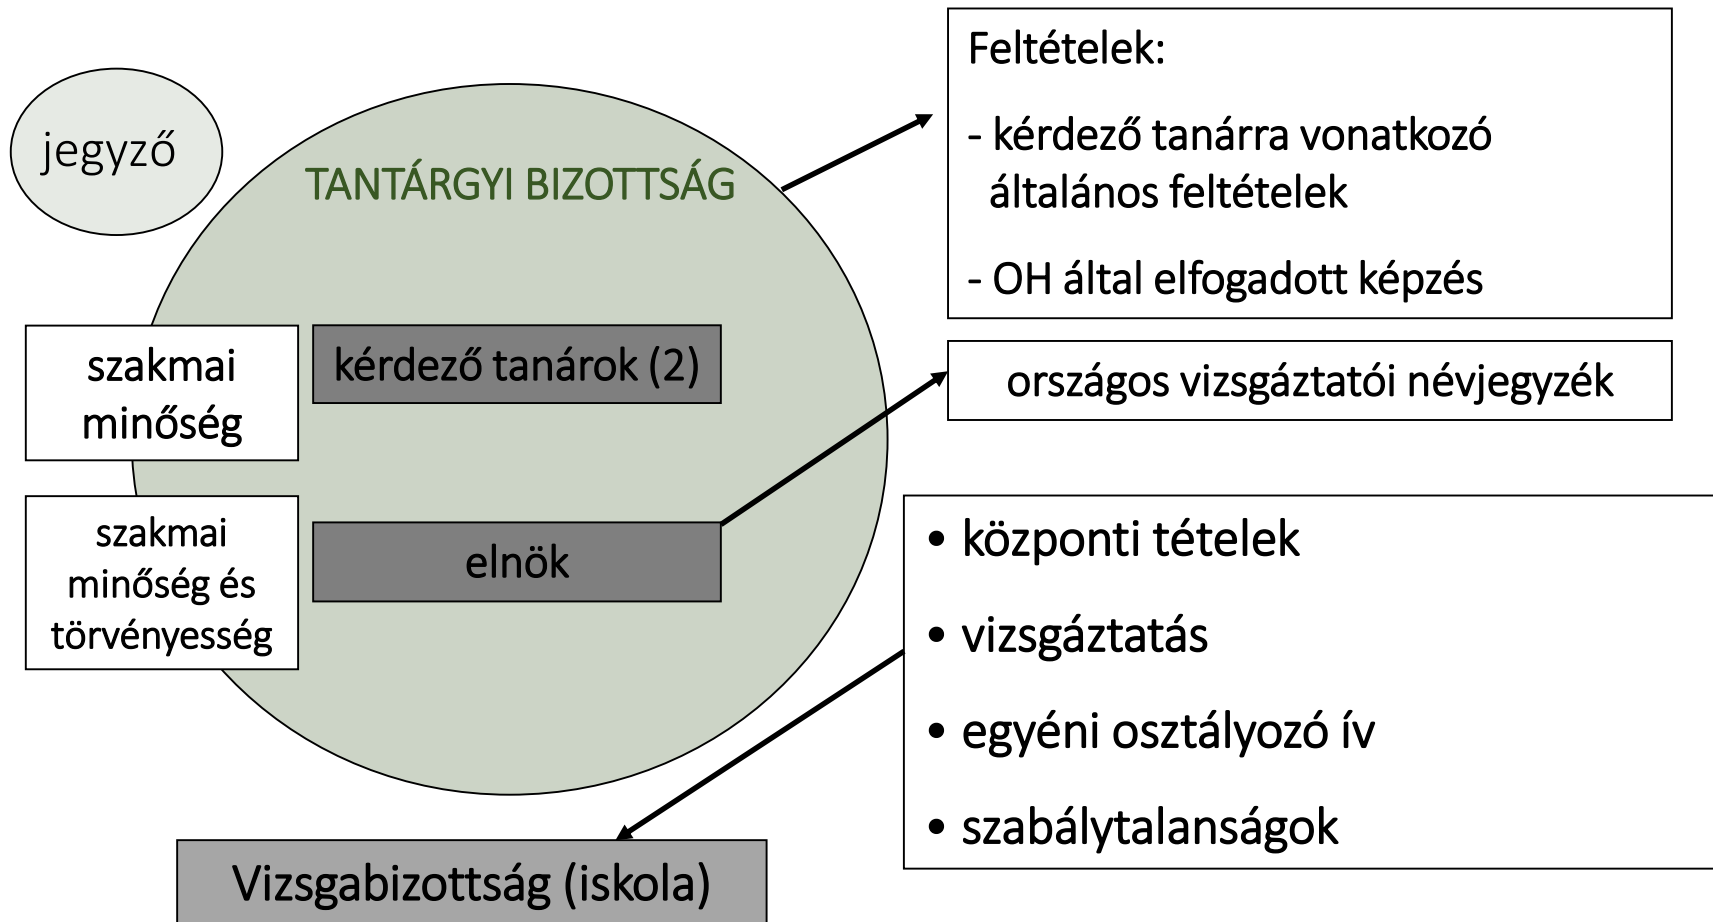 jegyző
TANTÁRGYI BIZOTTSÁG
Feltételek:
- kérdező tanárra vonatkozó
általános feltételek
- OH által elfogadott képzés
szakmai
minőség
kérdező tanárok (2)
országos vizsgáztatói névjegyzék
szakmai
minőség és
törvényesség
elnök
• központi tételek
• vizsgáztatás
• egyéni osztályozó ív
• szabálytalanságok
Vizsgabizottság (iskola)